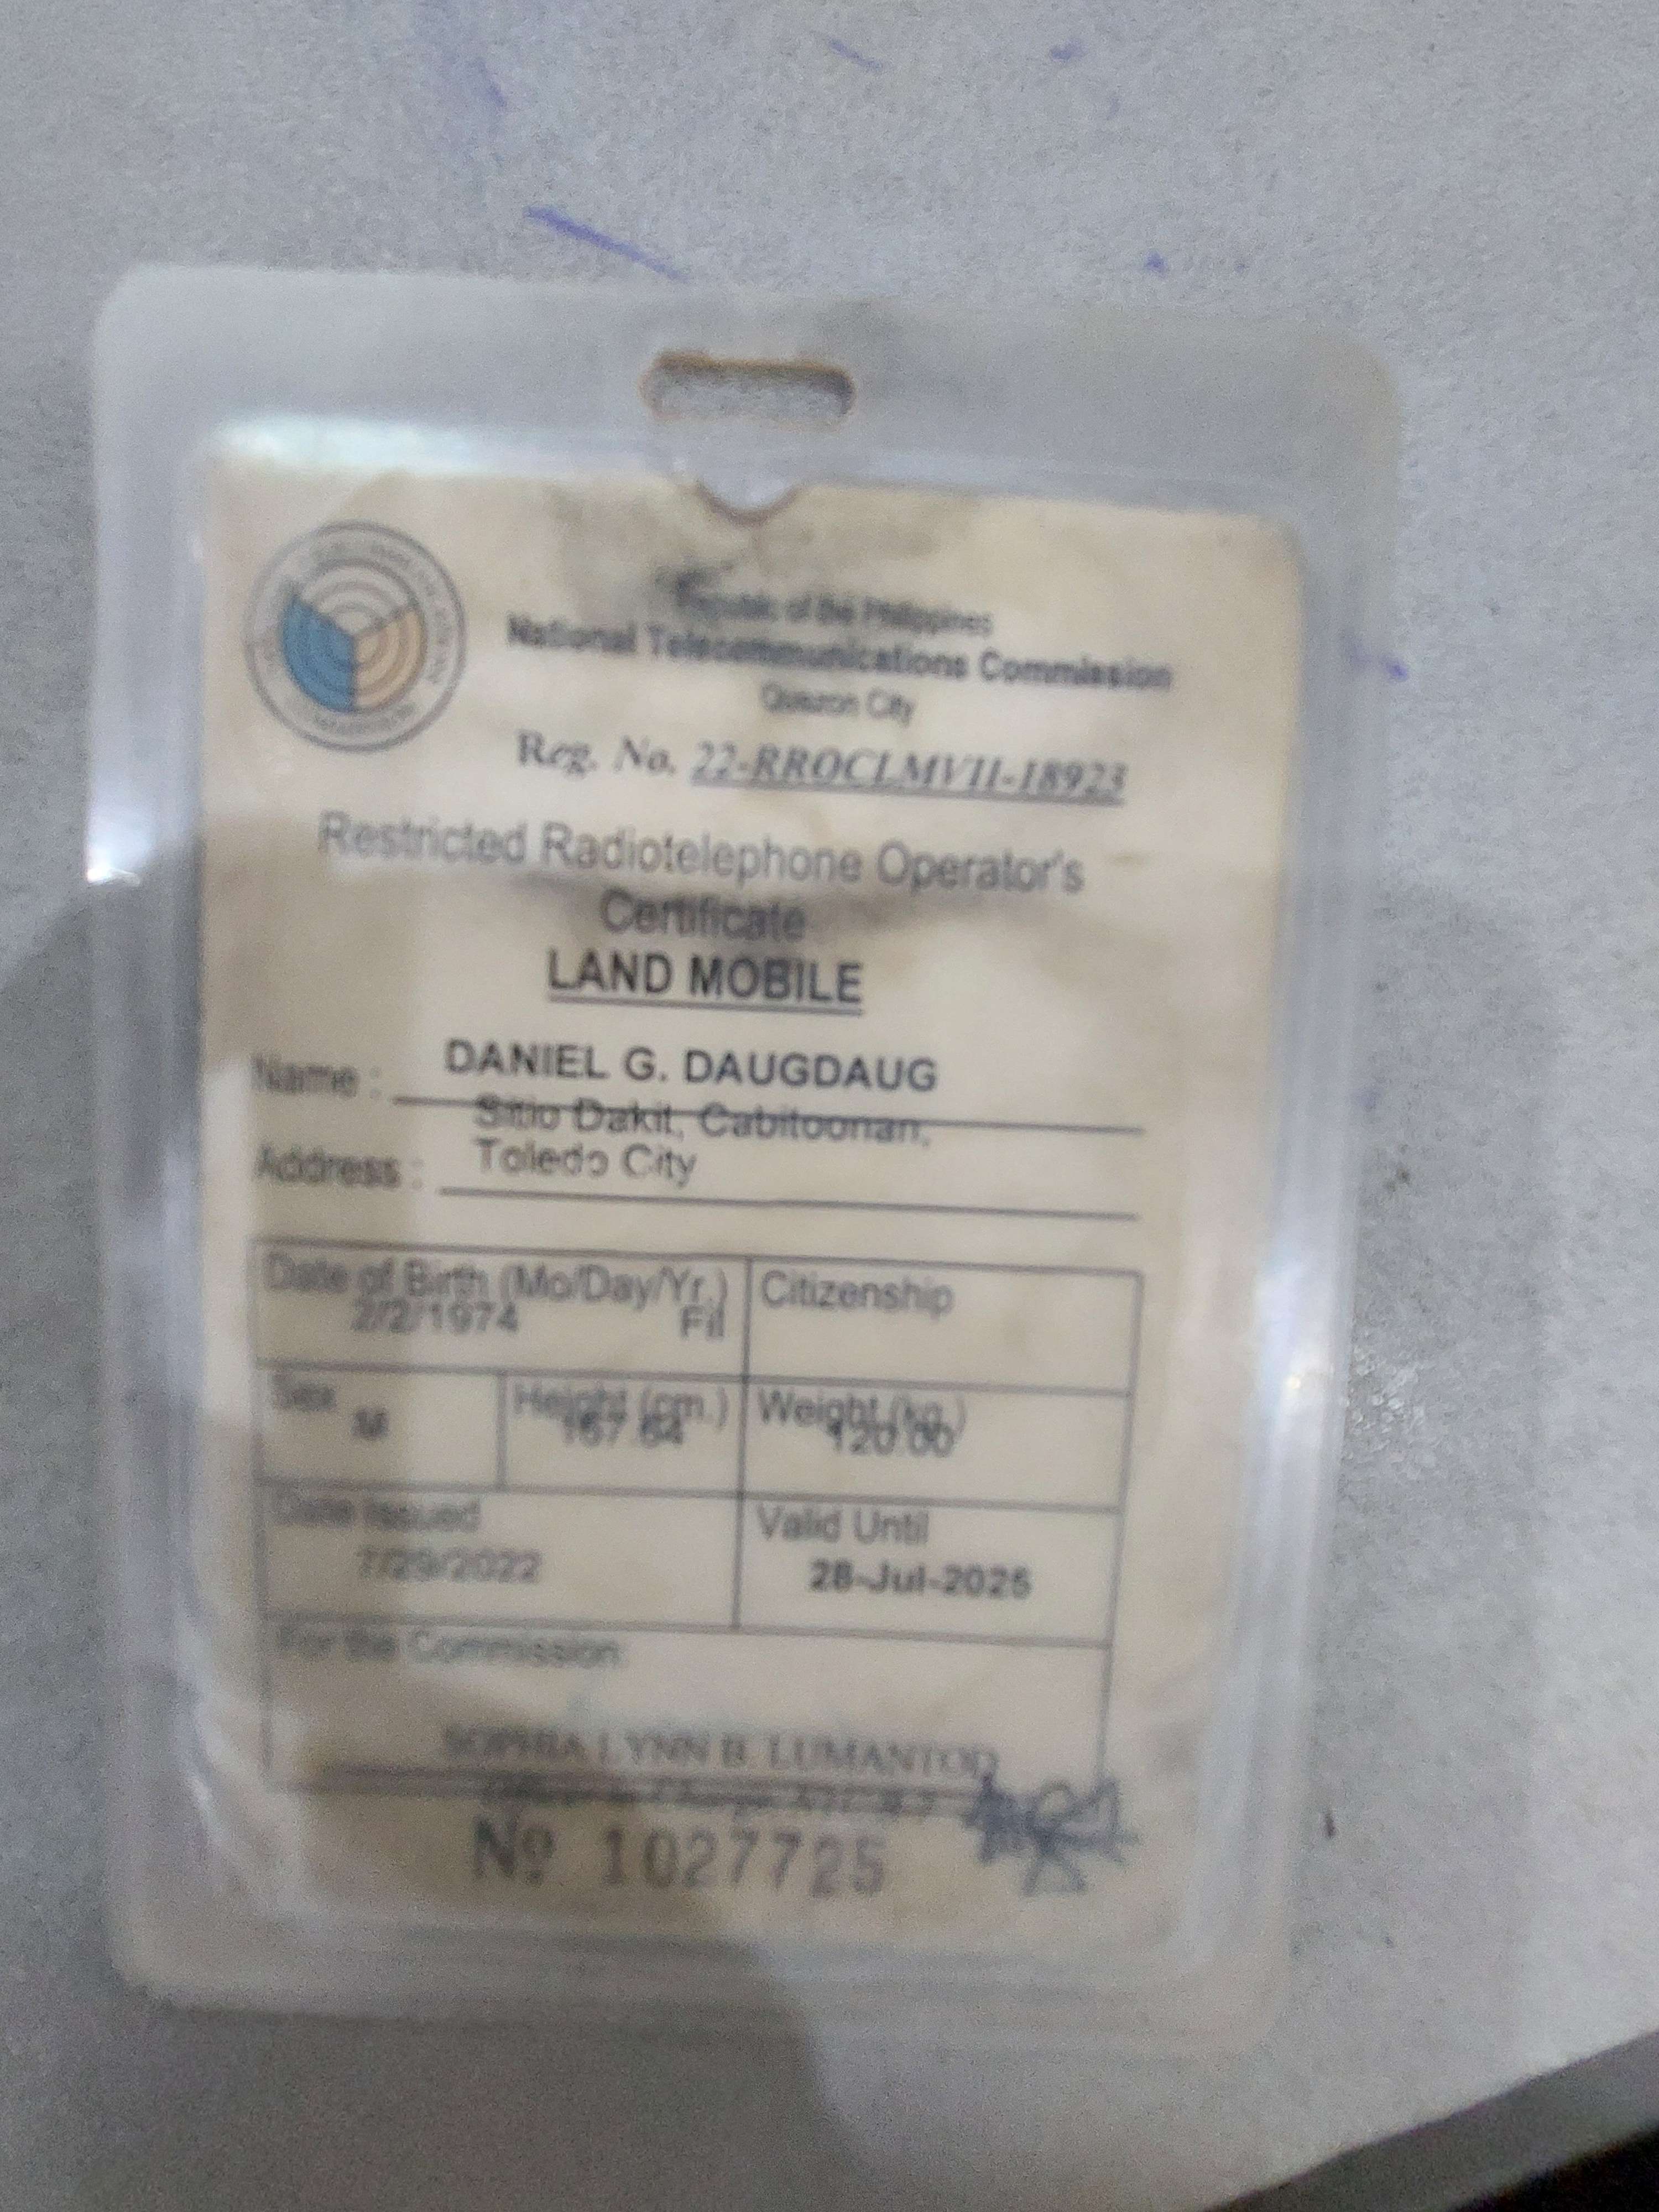 Republic of the Philippines
National Telecommunications Commission
Quezon City
Reg. No. 22-RROCLMVII-18923
Restricted Radiotelephone Operator's
Certificate
LAND MOBILE
Name : DANIEL G. DAUGDAUG
Sitio Dakit, Cabitoonan,
Address : Toledo City
Date of Birth (Mo/Day/Yr.) Citizenship
2/2/1974 Fil
Sex Height (cm.) Weight (kg.)
M 157.64 120.00
Date Issued Valid Until
7/29/2022 28-Jul-2025
For the Commission
SOPHIA LYNN B. LUMANTOD
Nº 1027725